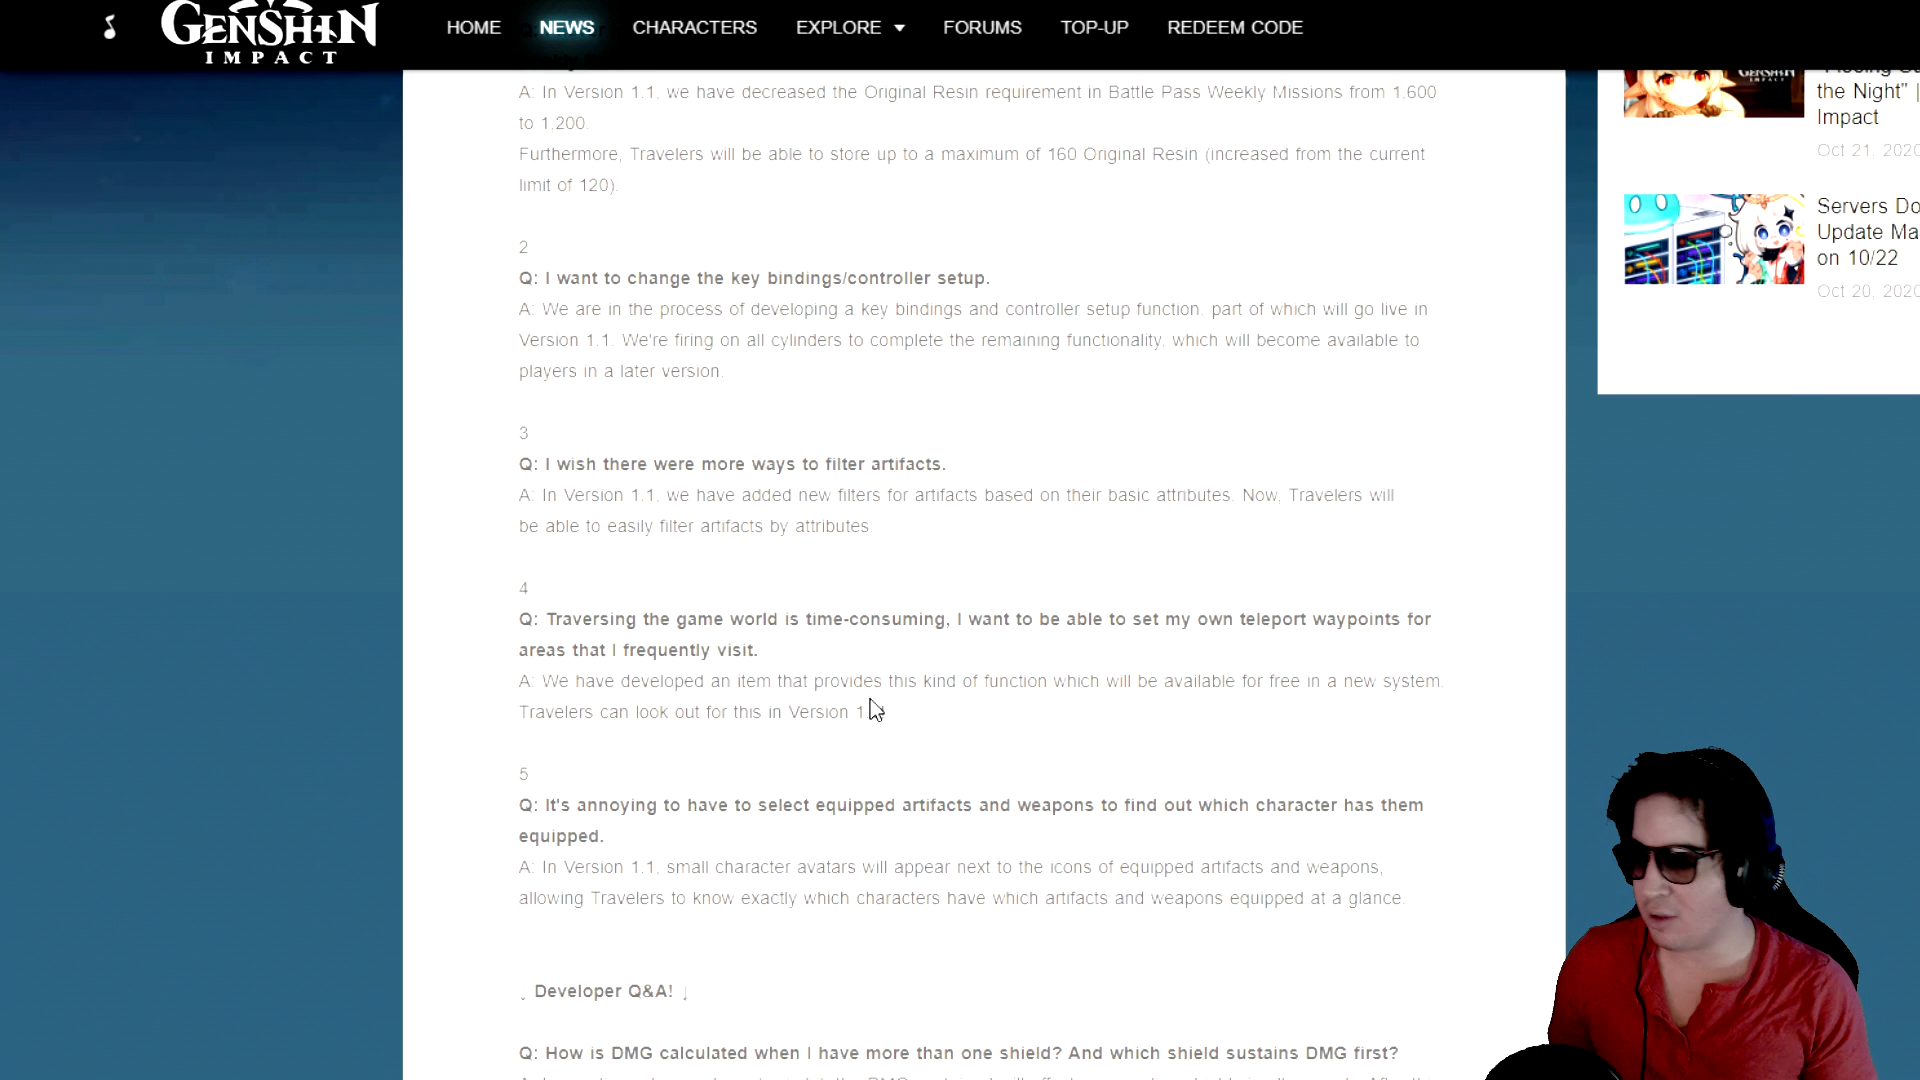 GENSHIN
IMPACT
HOME
NEWS
CHARACTERS
EXPLORE
FORUMS
TOP-UP
REDEEM CODE
A: In Version 1.1, we have decreased the Original Resin requirement in Battle Pass Weekly Missions from 1,600
to 1,200.
Furthermore, Travelers will be able to store up to a maximum of 160 Original Resin (increased from the current
limit of 120).
2
Q: I want to change the key bindings/controller setup.
A: We are in the process of developing a key bindings and controller setup function, part of which will go live in
Version 1.1. We're firing on all cylinders to complete the remaining functionality, which will become available to
players in a later version.
3
Q: I wish there were more ways to filter artifacts.
A: In Version 1.1, we have added new filters for artifacts based on their basic attributes. Now, Travelers will
be able to easily filter artifacts by attributes.
4
Q: Traversing the game world is time-consuming, I want to be able to set my own teleport waypoints for
areas that I frequently visit.
A: We have developed an item that provides this kind of function which will be available for free in a new system.
Travelers can look out for this in Version 1.
5
Q: It's annoying to have to select equipped artifacts and weapons to find out which character has them
equipped.
A: In Version 1.1, small character avatars will appear next to the icons of equipped artifacts and weapons,
allowing Travelers to know exactly which characters have which artifacts and weapons equipped at a glance.
Developer Q&A!
Q: How is DMG calculated when I have more than one shield? And which shield sustains DMG first?
the Night" |
Impact
Oct 21, 2020
Servers Do
Update Ma
on 10/22
Oct 20, 2020